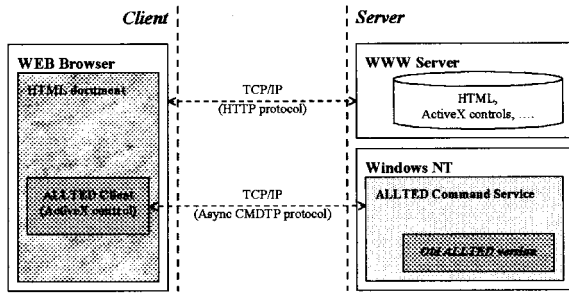 Client
Server
WEB Browser
HTML document
ALLTED Client
(ActiveX control)
TCP/IP
(HTTP protocol)
TCP/IP
(Async CMDTP protocol)
WWW Server
HTML,
ActiveX controls, ....
Windows NT
ALLTED Command Service
Old ALLTED version